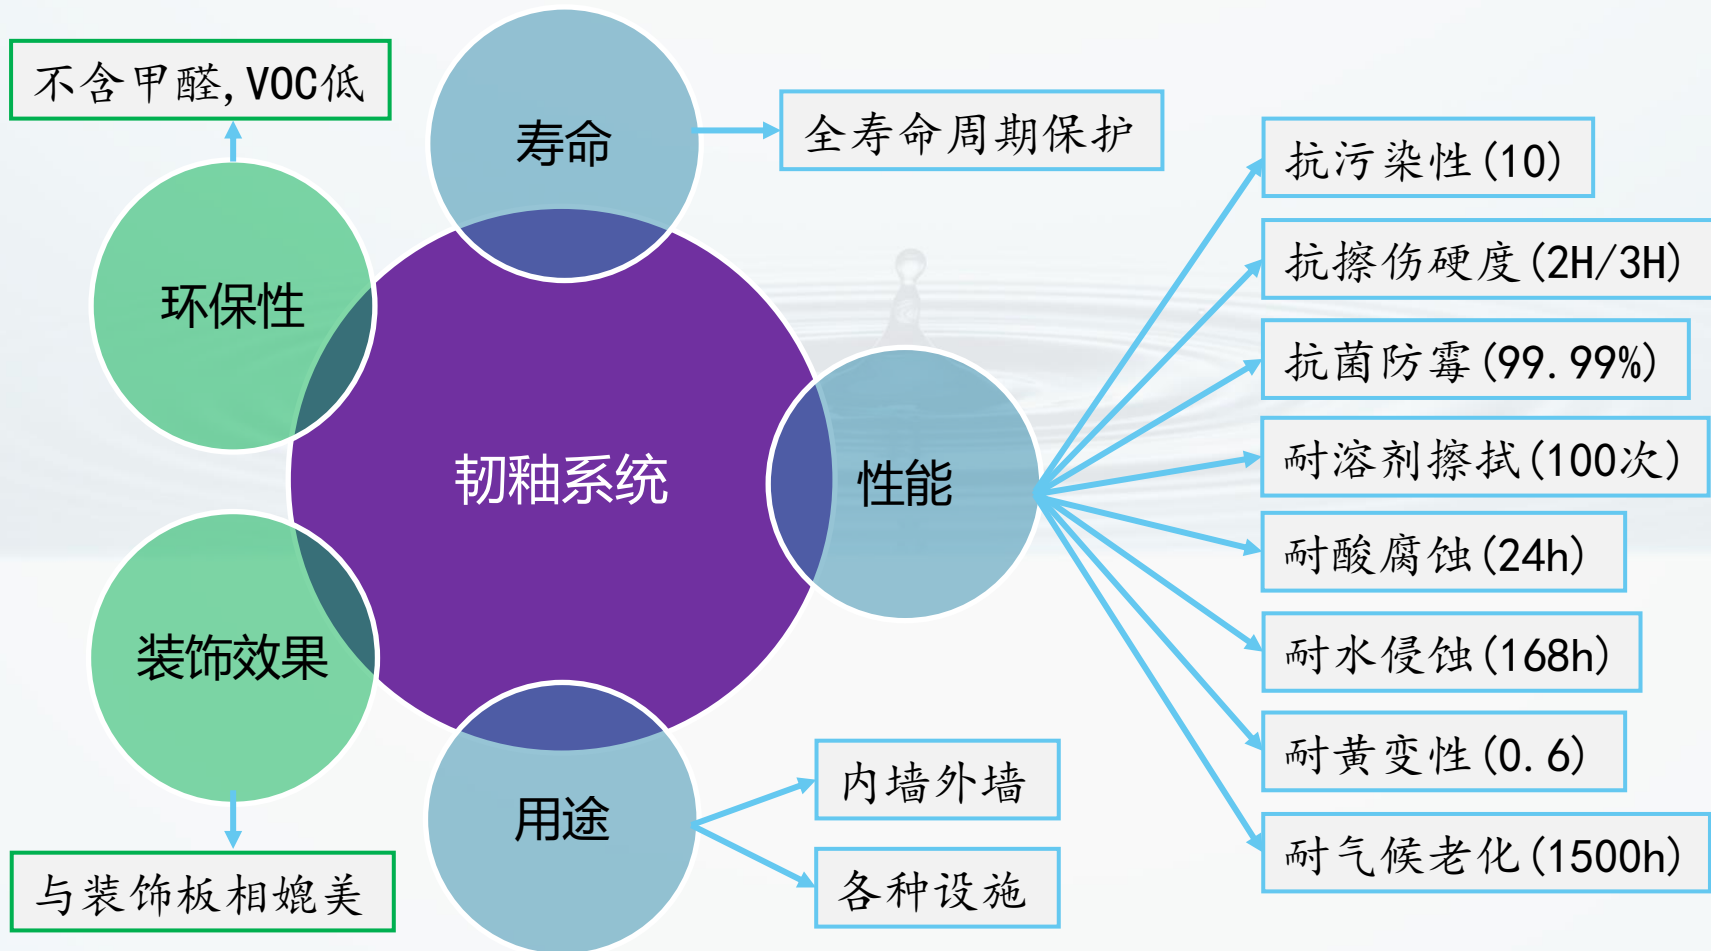 不含甲醛,VOC低
寿命
全寿命周期保护
环保性
韧釉系统
性能
装饰效果
与装饰板相媲美
用途
内墙外墙
各种设施
抗污染性(10)
抗擦伤硬度(2H/3H)
抗菌防霉(99.99%)
耐溶剂擦拭(100次)
耐酸腐蚀(24h)
耐水侵蚀(168h)
耐黄变性(0.6)
耐气候老化(1500h)